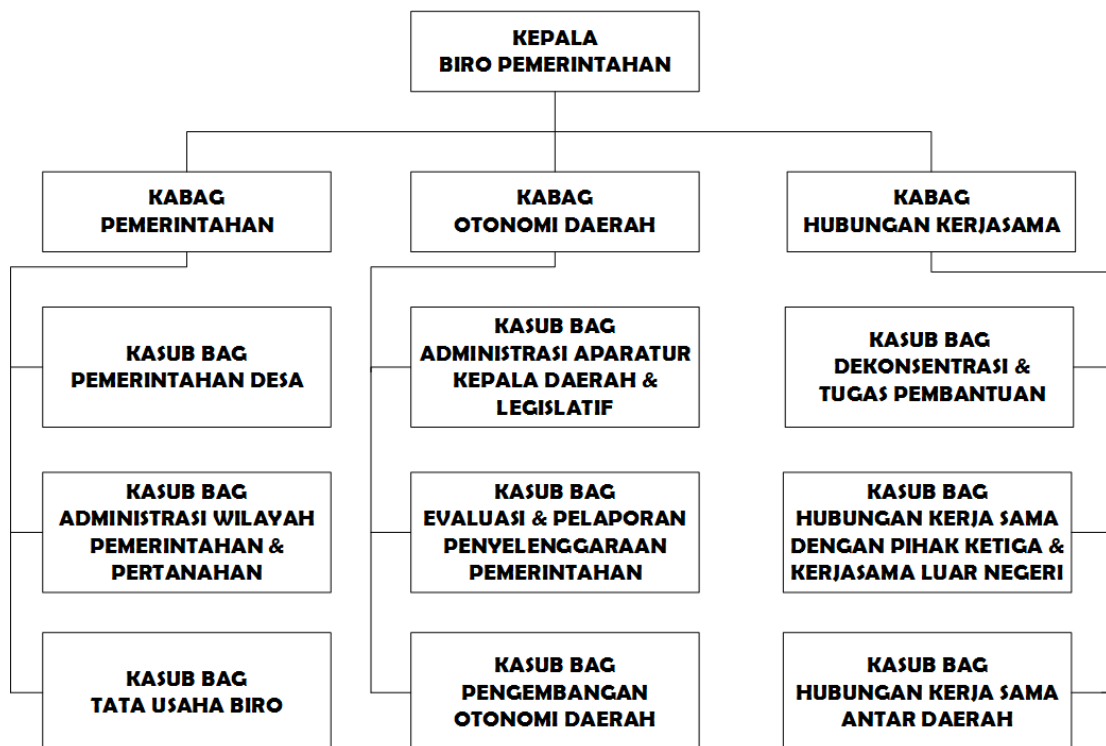 KEPALA
BIRO PEMERINTAHAN
KABAG
PEMERINTAHAN
KABAG
OTONOMI DAERAH
KABAG
HUBUNGAN KERJASAMA
KASUB BAG
PEMERINTAHAN DESA
KASUB BAG
ADMINISTRASI APARATUR
KEPALA DAERAH &
LEGISLATIF
KASUB BAG
DEKONSENTRASI &
TUGAS PEMBANTUAN
KASUB BAG
ADMINISTRASI WILAYAH
PEMERINTAHAN &
PERTANAHAN
KASUB BAG
EVALUASI & PELAPORAN
PENYELENGGARAAN
PEMERINTAHAN
KASUB BAG
HUBUNGAN KERJA SAMA
DENGAN PIHAK KETIGA &
KERJASAMA LUAR NEGERI
KASUB BAG
TATA USAHA BIRO
KASUB BAG
PENGEMBANGAN
OTONOMI DAERAH
KASUB BAG
HUBUNGAN KERJA SAMA
ANTAR DAERAH